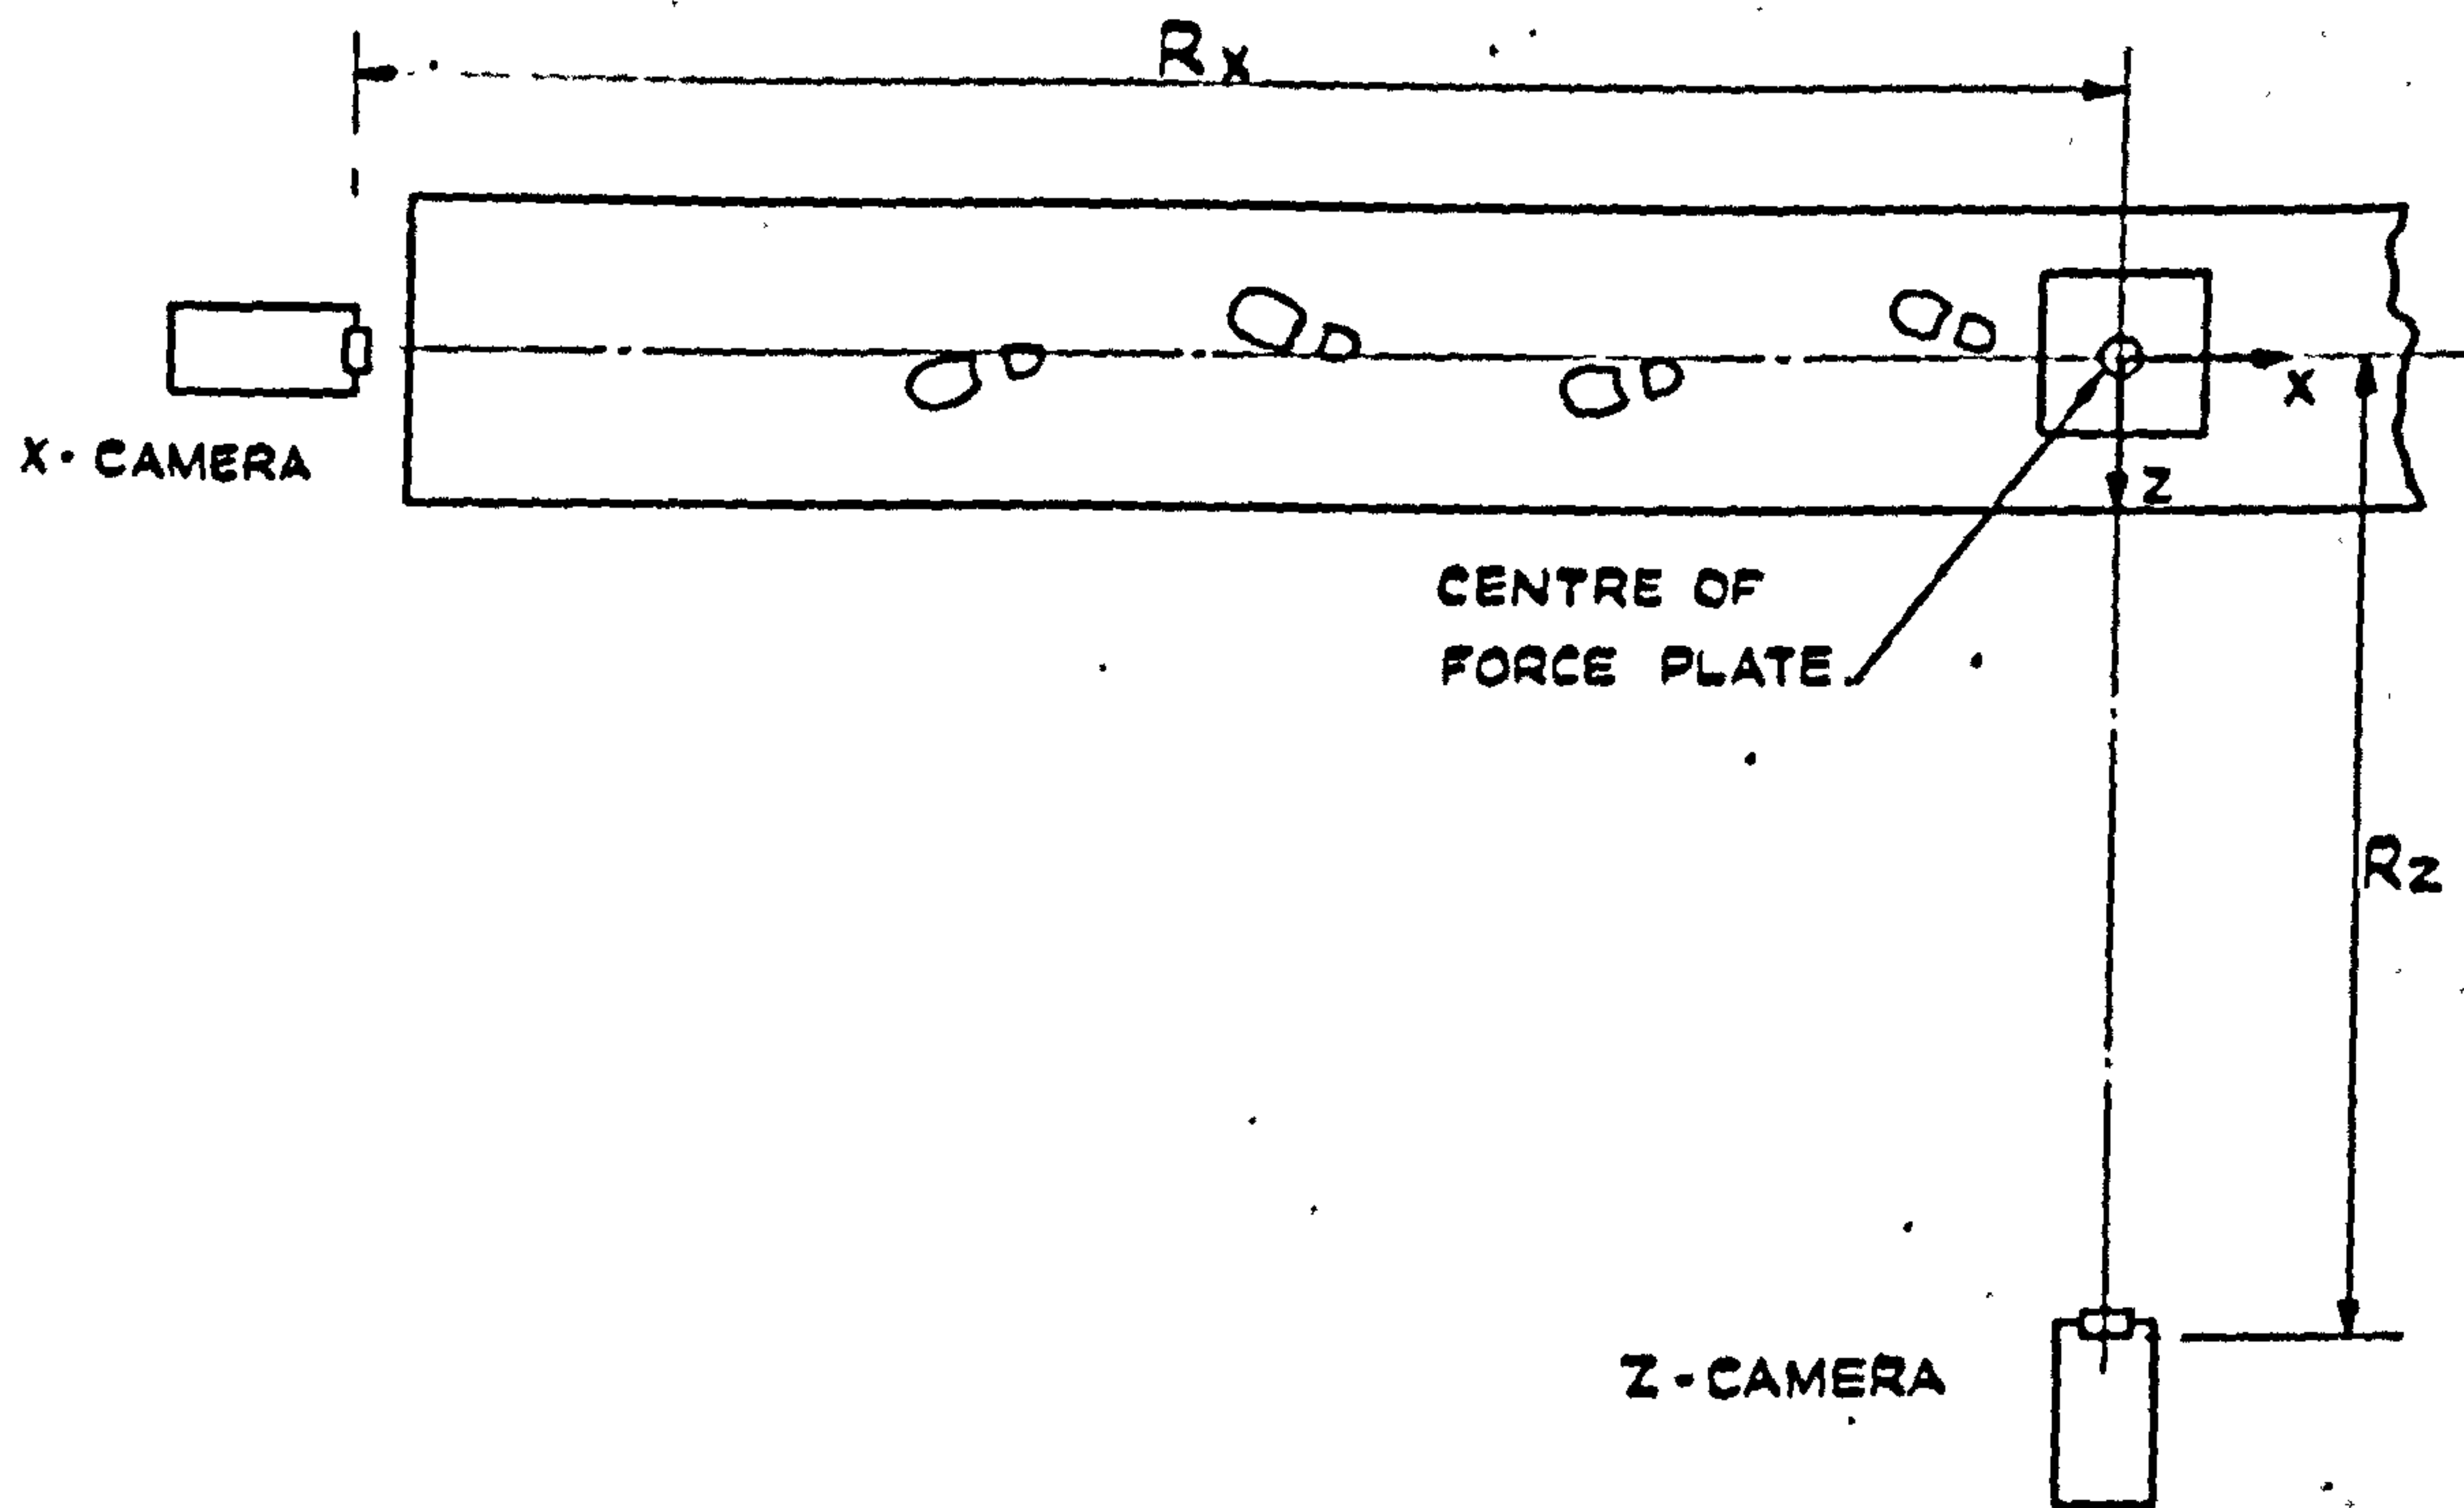 Rx
X-CAMERA
X
Z
CENTRE OF
FORCE PLATE
Rz
Z-CAMERA